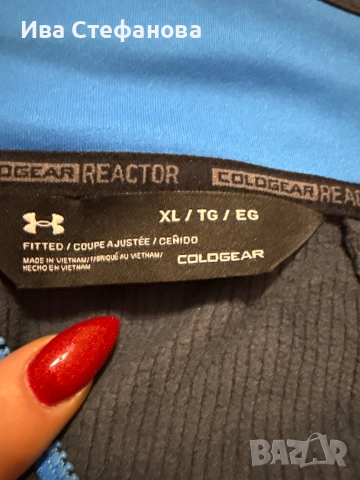 Ива Стефанова
COLDGEAR REACTOR COLDGEAR
XL / TG / EG
FITTED / COUPE AJUSTÉE / CEÑIDO
MADE IN VIETNAM / FABRIQUÉ AU VIETNAM /
HECHO EN VIETNAM
COLDGEAR
BAZAR